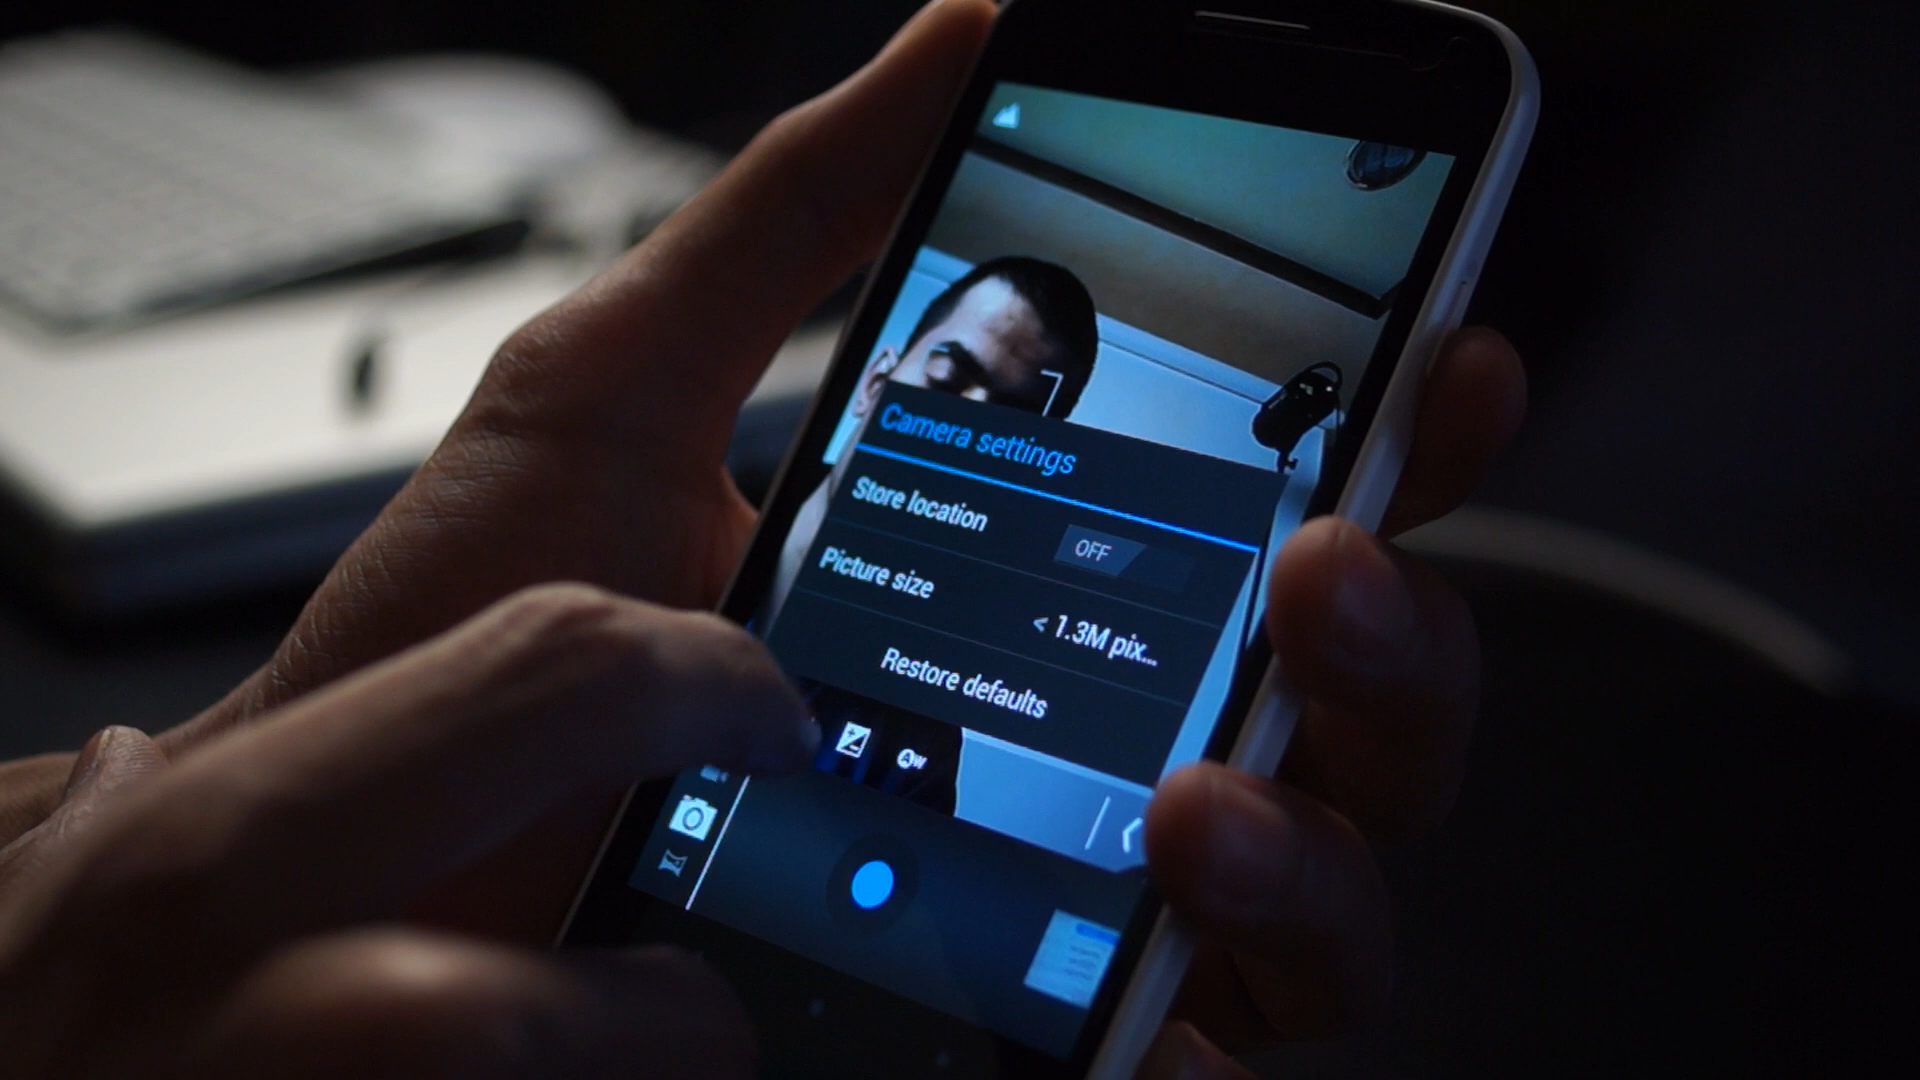 Camera settings
Store location
OFF
Picture size
< 1.3M pix...
Restore defaults